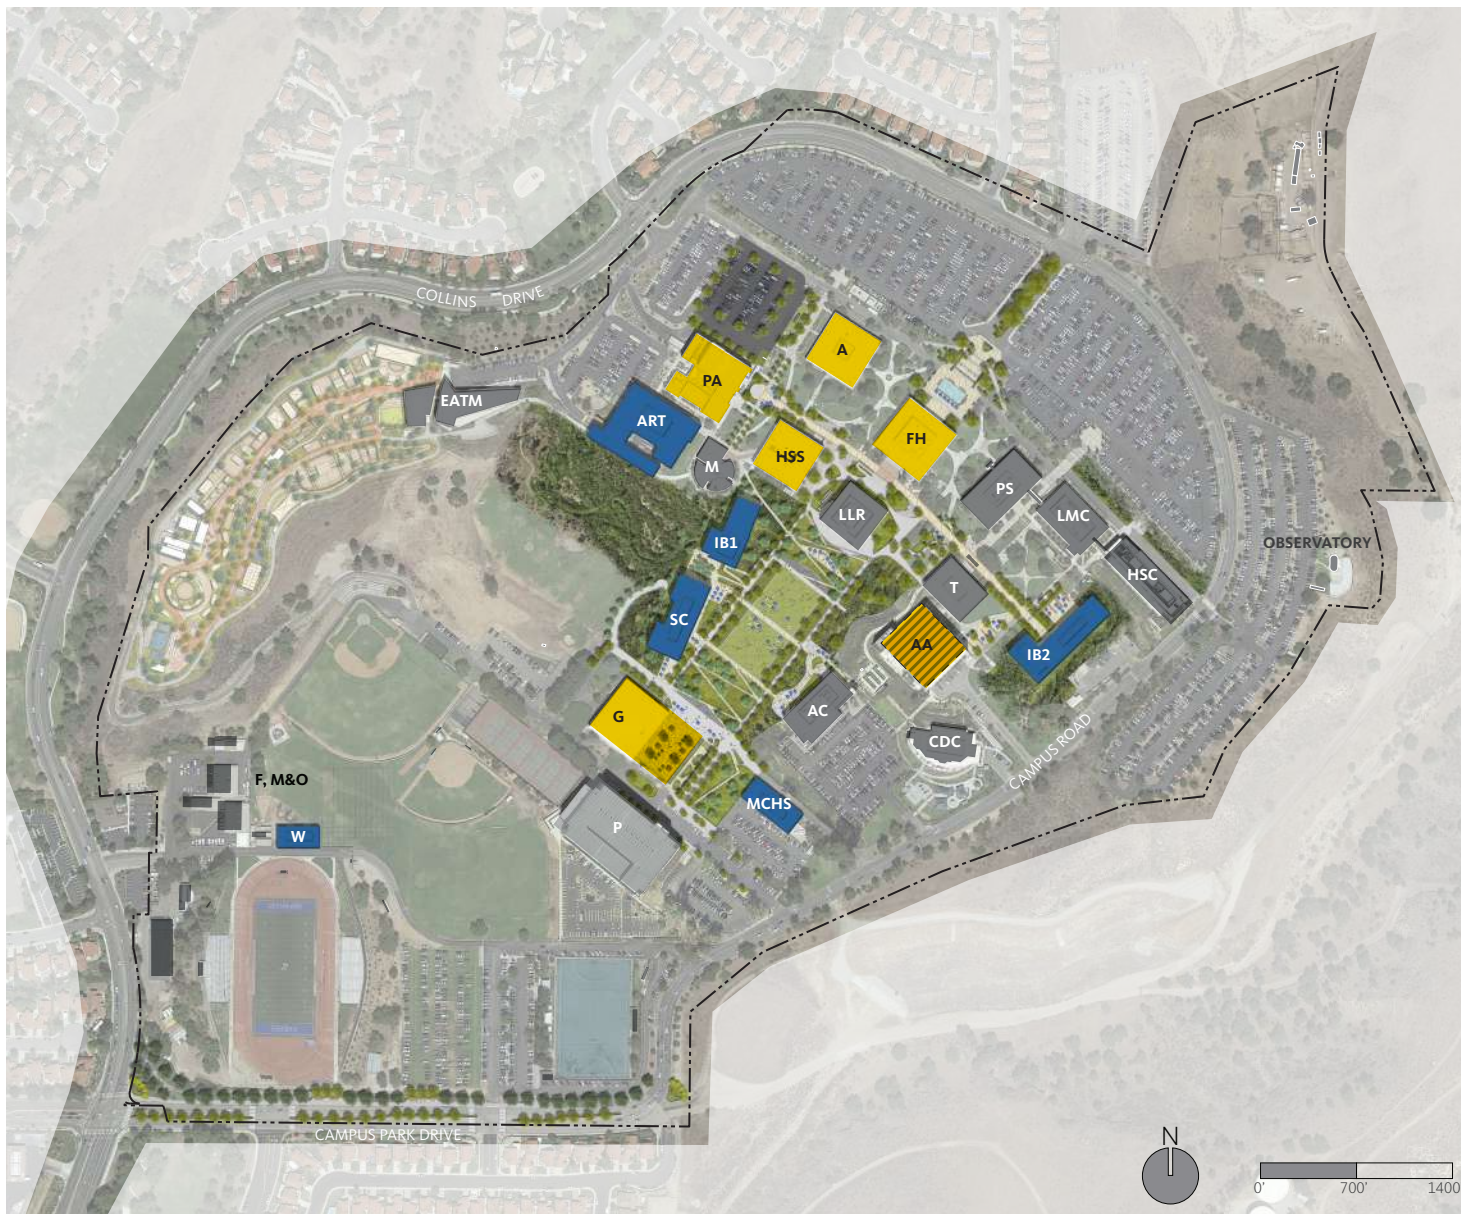 COLLINS DRIVE
A
PA
EATM
ART
FH
HSS
M
PS
LLR
LMC
IB1
OBSERVATORY
HSC
T
SC
AA
IB2
AC
G
CDC
CAMPUS ROAD
F, M&O
MCHS
P
W
CAMPUS PARK DRIVE
N
0' 700' 1400